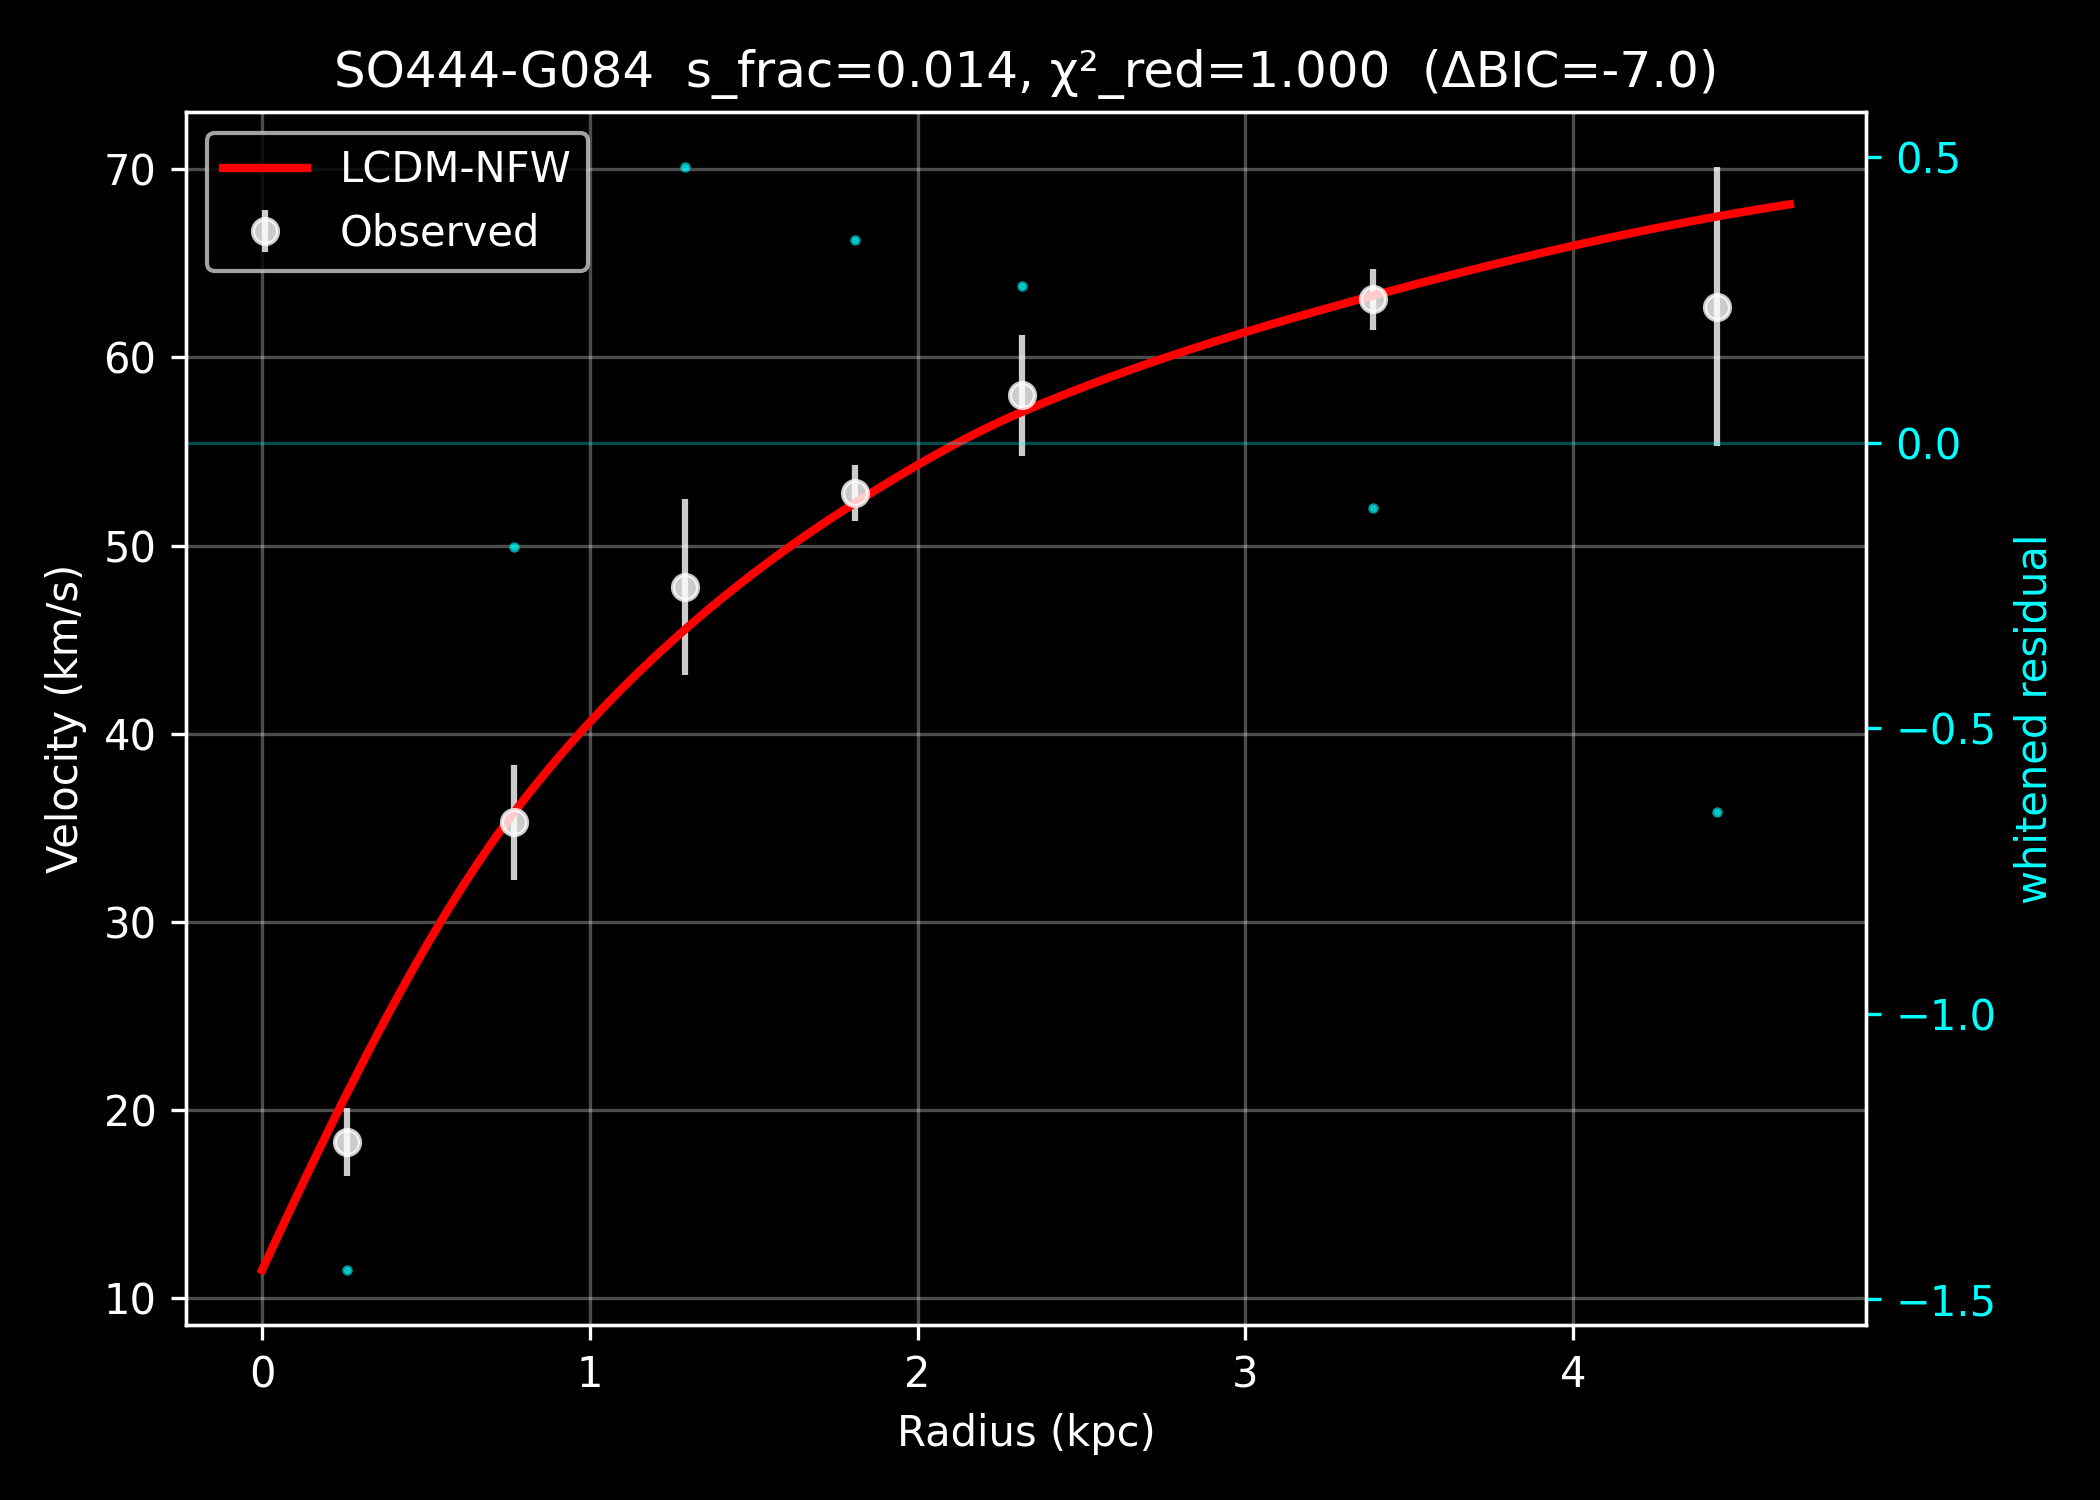 SO444-G084  s_frac=0.014, χ²_red=1.000  (ΔBIC=-7.0)
LCDM-NFW
Observed
70
60
50
40
30
20
10
Velocity (km/s)
0.5
0.0
−0.5
−1.0
−1.5
whitened residual
0
1
2
3
4
Radius (kpc)